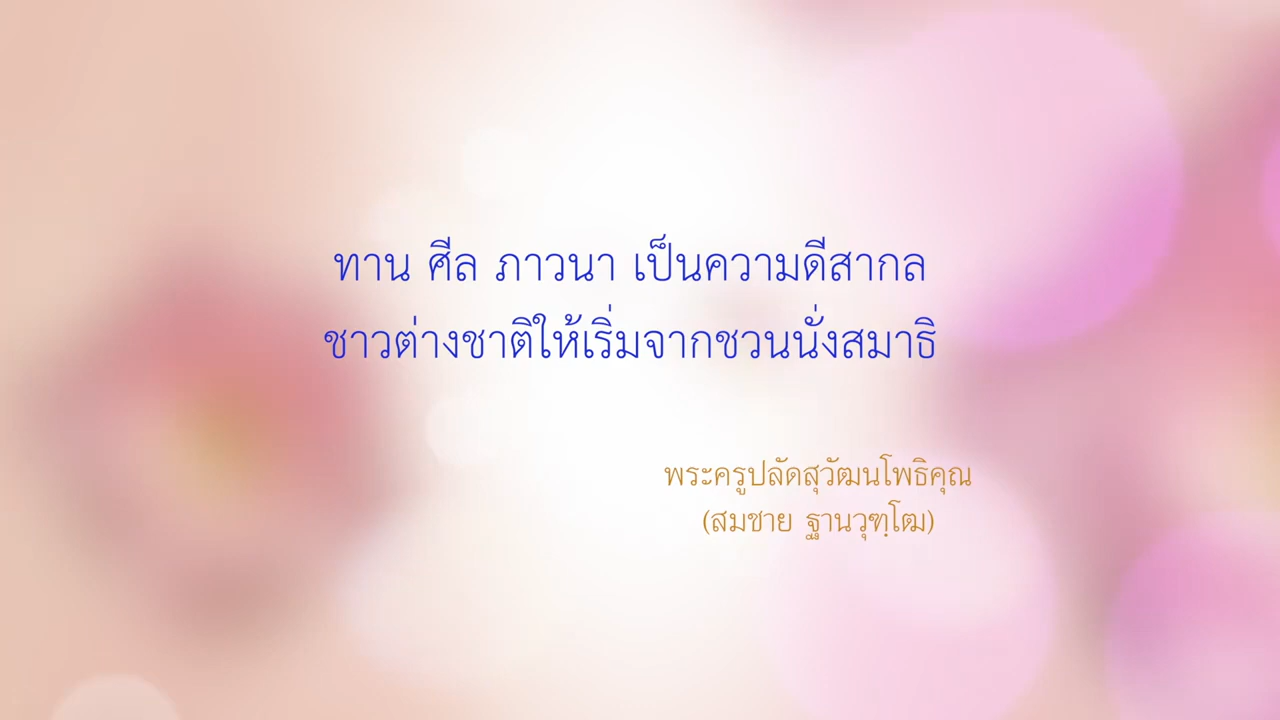 ทาน ศีล ภาวนา เป็นความดีสากล
ชาวต่างชาติให้เริ่มจากชวนนั่งสมาธิ
พระครูปลัดสุวัฒนโพธิคุณ
(สมชาย ฐานวุฑฺโฒ)